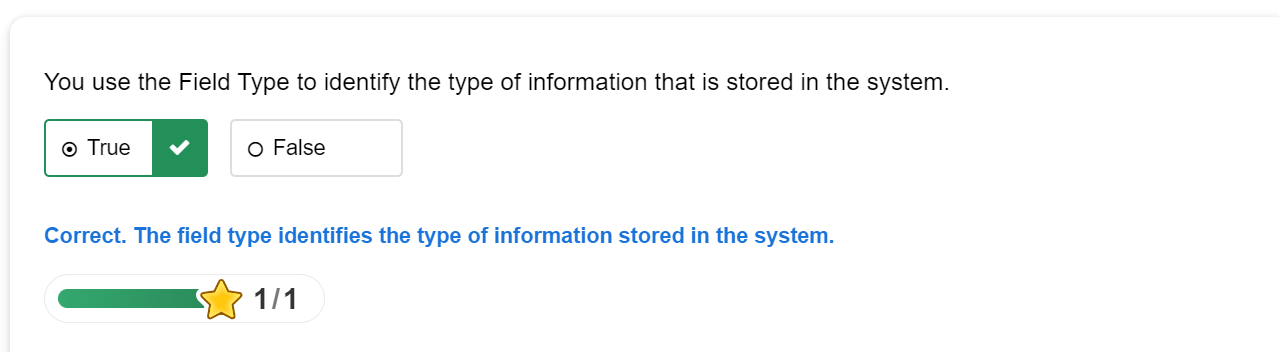 You use the Field Type to identify the type of information that is stored in the system.
True
False
Correct. The field type identifies the type of information stored in the system.
1/1